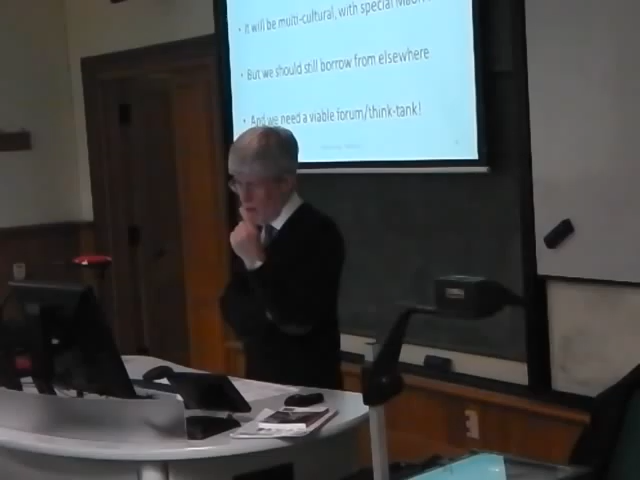 • It will be multi-cultural, with special
• But we should still borrow from elsewhere
• And we need a viable forum/think-tank!